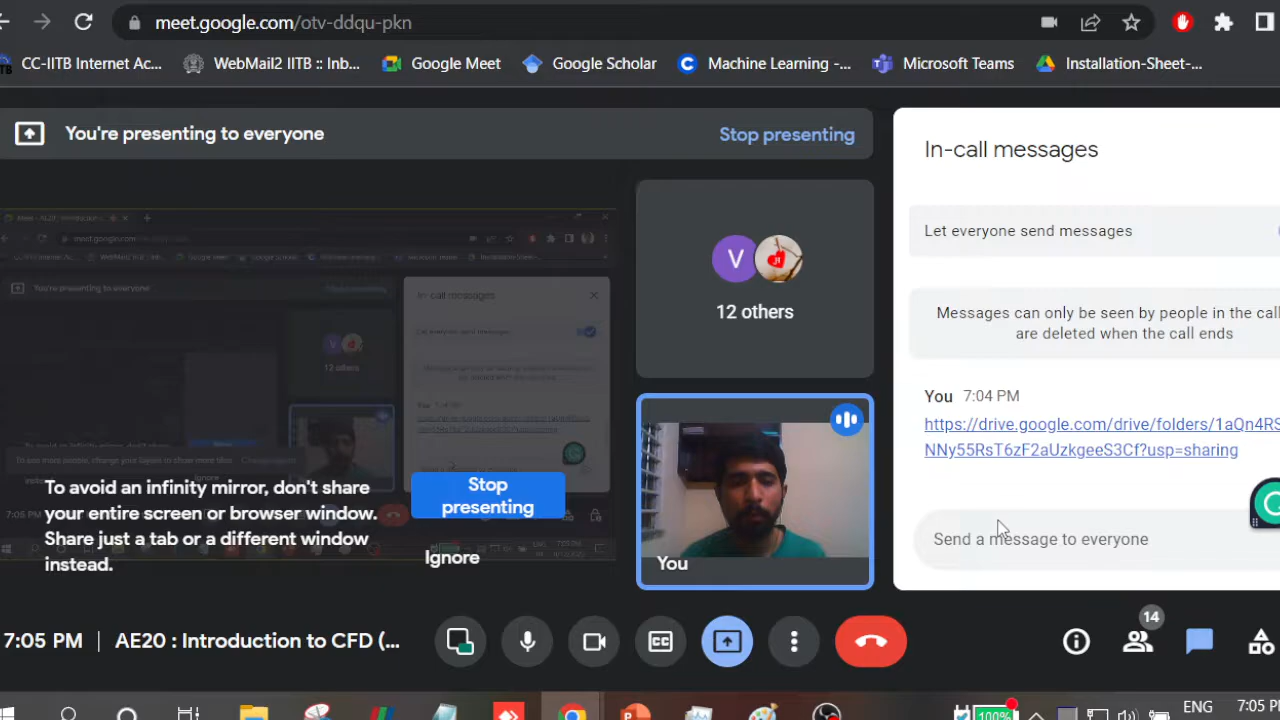 meet.google.com/otv-ddqu-pkn
CC-IITB Internet Ac...
WebMail2 IITB :: Inb...
Google Meet
Google Scholar
Machine Learning -...
Microsoft Teams
Installation-Sheet-...
You're presenting to everyone
Stop presenting
In-call messages
Let everyone send messages
V
12 others
Messages can only be seen by people in the call
are deleted when the call ends
You 7:04 PM
https://drive.google.com/drive/folders/1aQn4RS
NNy55RsT6zF2aUzkgeeS3Cf?usp=sharing
To avoid an infinity mirror, don't share
your entire screen or browser window.
Share just a tab or a different window
instead.
Stop
presenting
Ignore
You
Send a message to everyone
7:05 PM | AE20 : Introduction to CFD (...
CC
14
100%
ENG
7:05 P